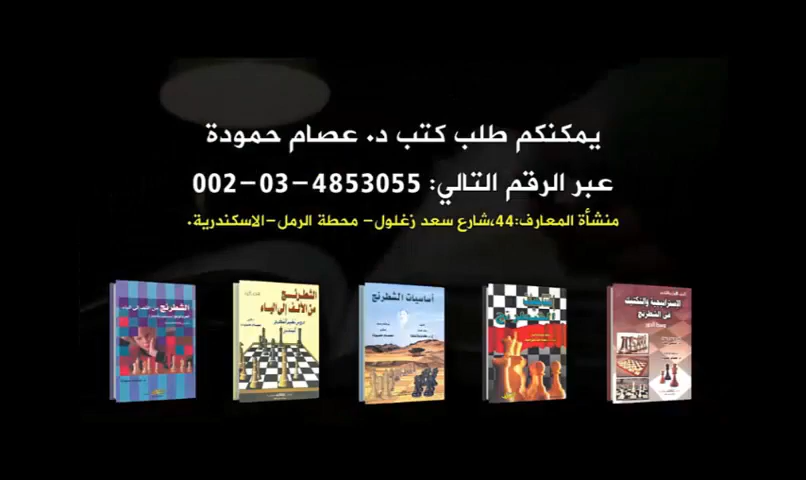 يمكنكم طلب كتب د. عصام حمودة
عبر الرقم التالي: 4853055-03-002
منشأة المعارف:44،شارع سعد زغلول- محطة الرمل-الاسكندرية.
الشطرنج
الشطرنج
من الألف إلى الياء
أساسيات الشطرنج
الاستراتيجية والتكتيك
في الشطرنج